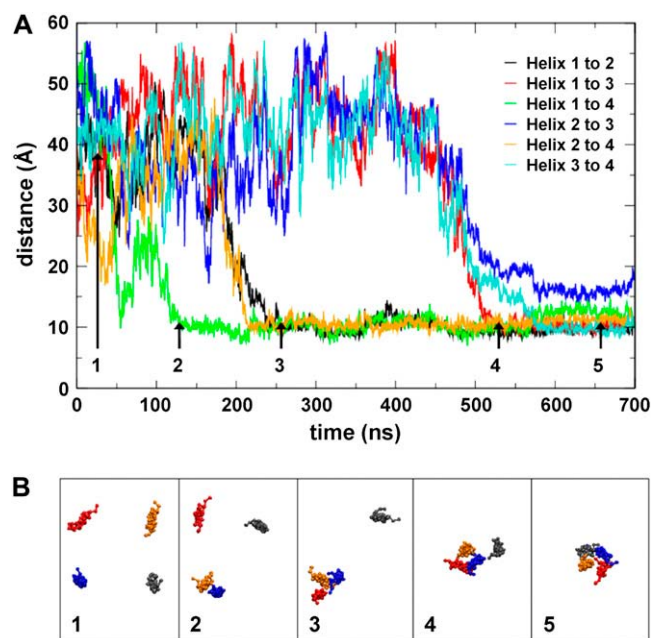 A
60
50
40
30
20
10
0
distance (Å)
Helix 1 to 2
Helix 1 to 3
Helix 1 to 4
Helix 2 to 3
Helix 2 to 4
Helix 3 to 4
1 2 3 4 5
0 100 200 300 400 500 600 700
time (ns)
B
1 2 3 4 5